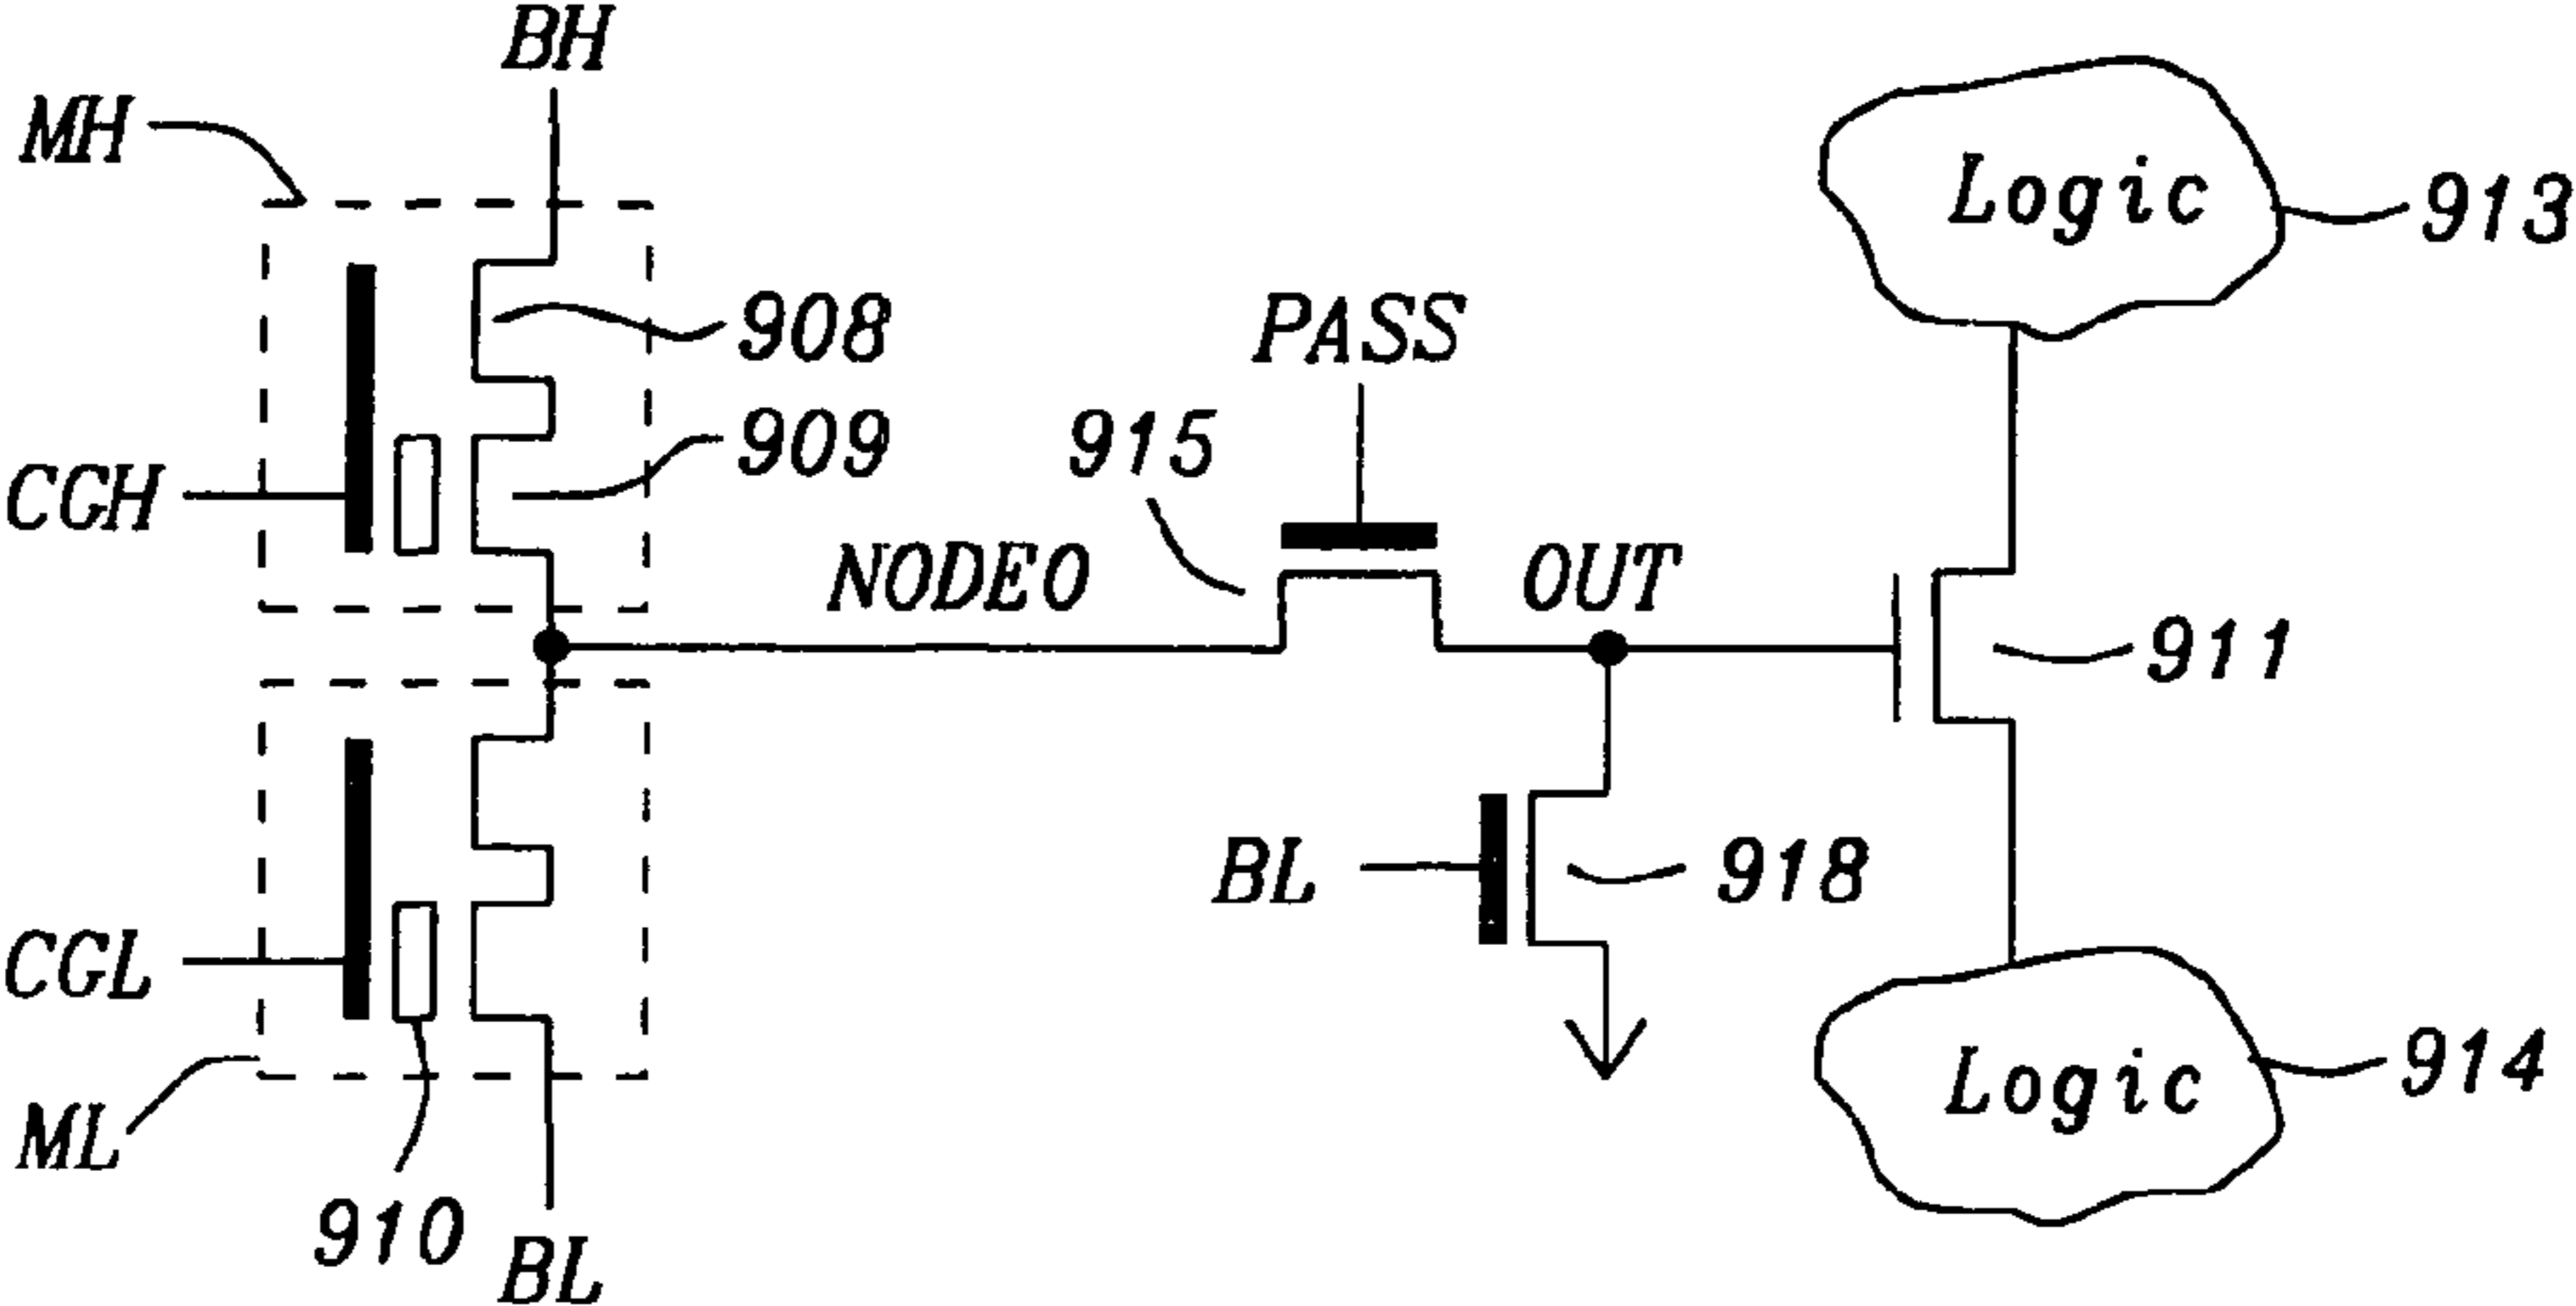 BH
MH
Logic
913
908
PASS
909
915
CGH
NODE0
OUT
911
BL
918
CGL
Logic
914
ML
910
BL